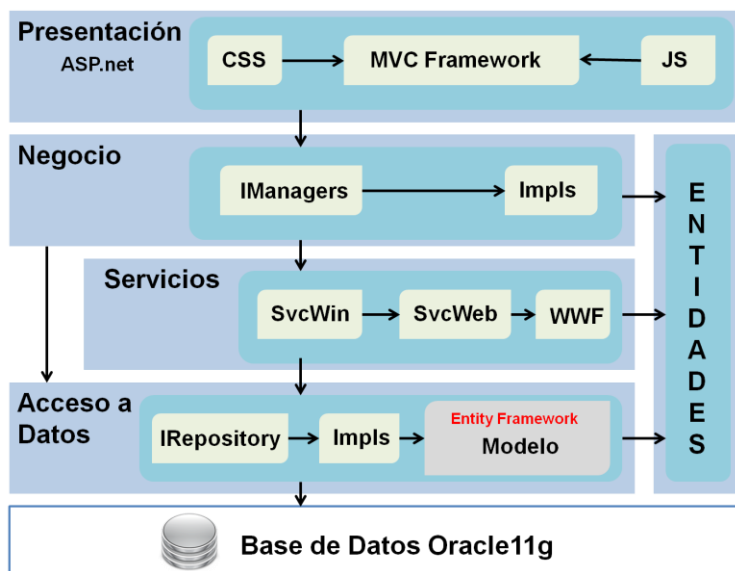 Presentación
ASP.net
CSS
MVC Framework
JS
Negocio
IManagers
Impls
Servicios
SvcWin
SvcWeb
WWF
Acceso a
Datos
IRepository
Impls
Entity Framework
Modelo
ENTIDADES
Base de Datos Oracle11g